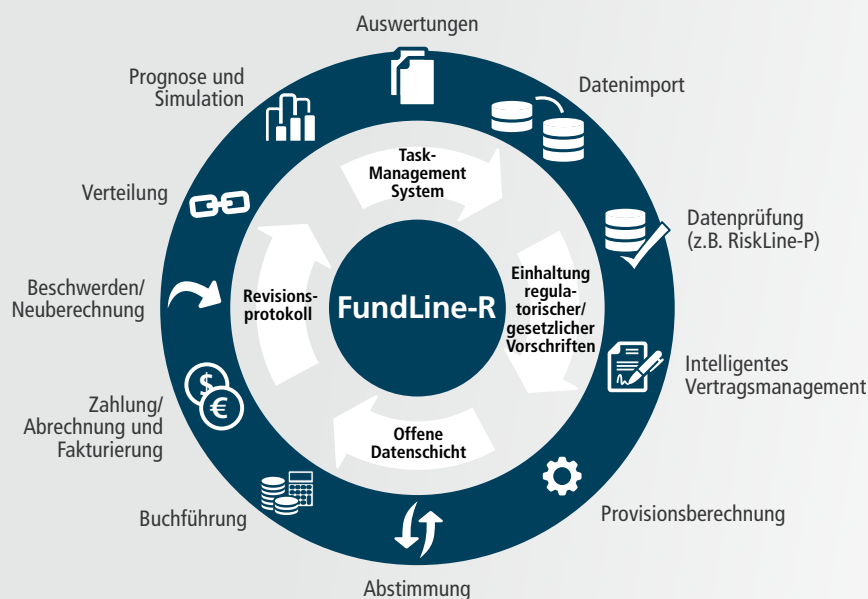 Auswertungen
Datenimport
Datenprüfung
(z.B. RiskLine-P)
Intelligentes
Vertragsmanagement
Provisionsberechnung
Abstimmung
Buchführung
Zahlung/
Abrechnung und
Fakturierung
Beschwerden/
Neuberechnung
Verteilung
Prognose und
Simulation
Task-
Management
System
Einhaltung
regula-
torischer/
gesetzlicher
Vorschriften
Offene
Datenschicht
Revisions-
protokoll
FundLine-R
$
€